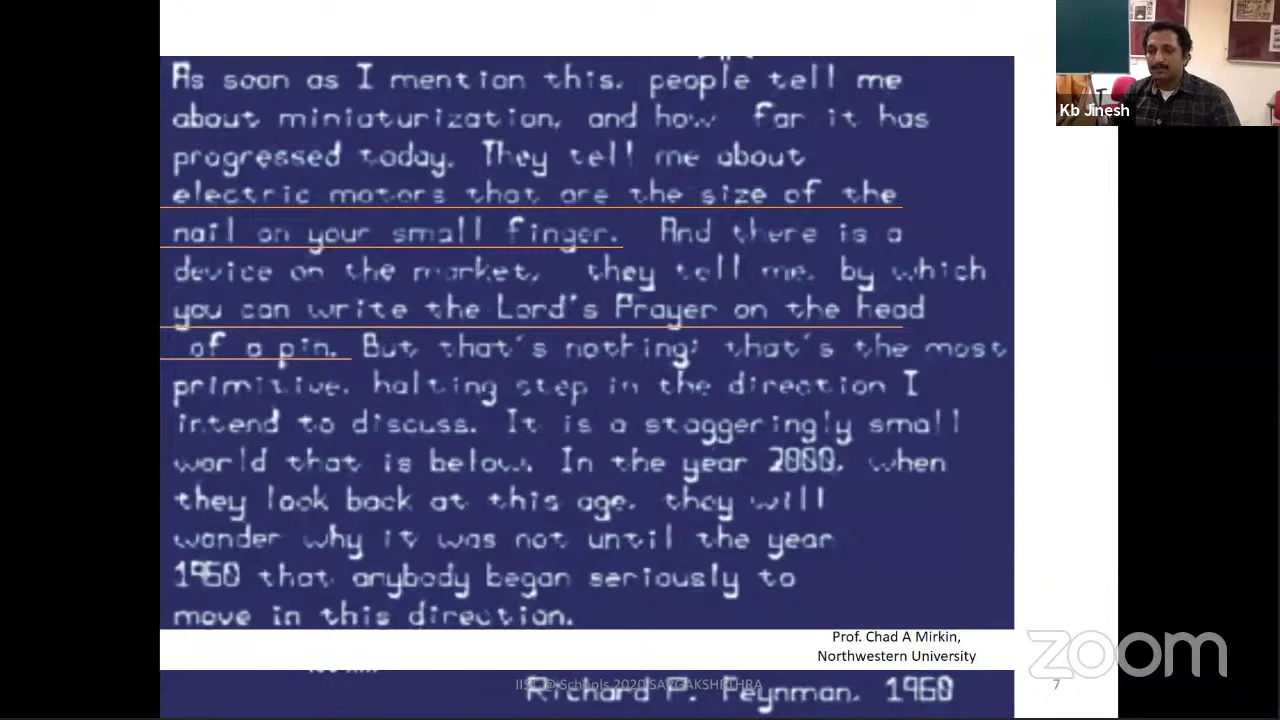 As soon as I mention this, people tell me
about miniaturization, and how far it has
progressed today. They tell me about
electric motors that are the size of the
nail on your small finger. And there is a
device on the market, they tell me, by which
you can write the Lord's Prayer on the head
of a pin. But that's nothing; that's the most
primitive, halting step in the direction I
intend to discuss. It is a staggeringly small
world that is below. In the year 2000, when
they look back at this age, they will
wonder why it was not until the year
1960 that anybody began seriously to
move in this direction.
Prof. Chad A Mirkin,
Northwestern University
Richard P. Feynman, 1960
IIST @ Schools 2020 SARGAKSHETHRA
7
Kb Jinesh
zoom